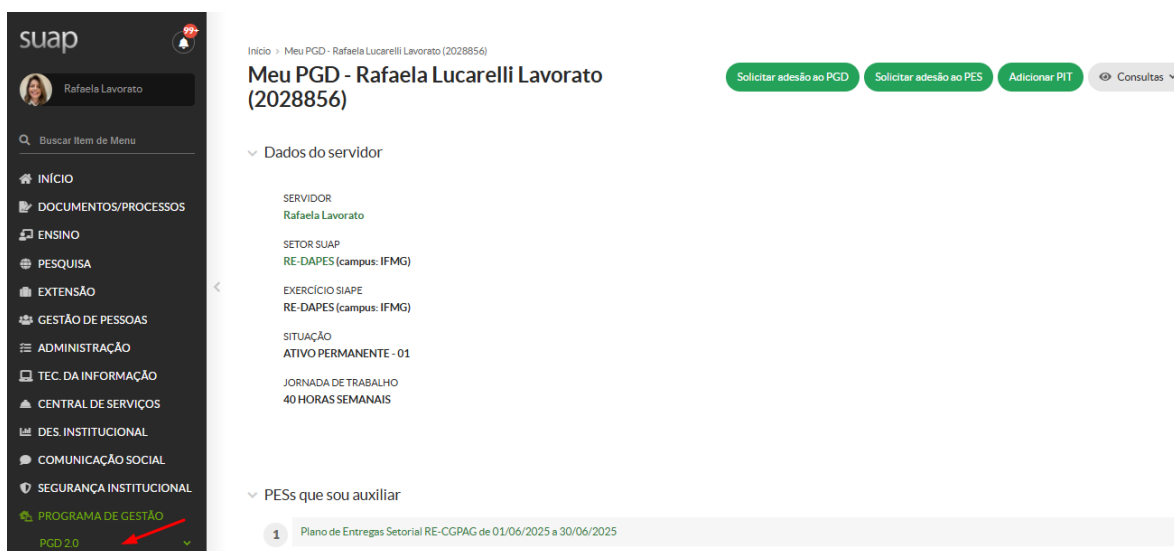 suap
99+
Rafaela Lavorato
Buscar Item de Menu
INÍCIO
DOCUMENTOS/PROCESSOS
ENSINO
PESQUISA
EXTENSÃO
GESTÃO DE PESSOAS
ADMINISTRAÇÃO
TEC. DA INFORMAÇÃO
CENTRAL DE SERVIÇOS
DES. INSTITUCIONAL
COMUNICAÇÃO SOCIAL
SEGURANÇA INSTITUCIONAL
PROGRAMA DE GESTÃO
PGD 2.0
Início > Meu PGD - Rafaela Lucarelli Lavorato (2028856)
Meu PGD - Rafaela Lucarelli Lavorato
(2028856)
Solicitar adesão ao PGD
Solicitar adesão ao PES
Adicionar PIT
Consultas
Dados do servidor
SERVIDOR
Rafaela Lavorato
SETOR SUAP
RE-DAPES (campus: IFMG)
EXERCÍCIO SIAPE
RE-DAPES (campus: IFMG)
SITUAÇÃO
ATIVO PERMANENTE - 01
JORNADA DE TRABALHO
40 HORAS SEMANAIS
PESs que sou auxiliar
1 Plano de Entregas Setorial RE-CGPAG de 01/06/2025 a 30/06/2025